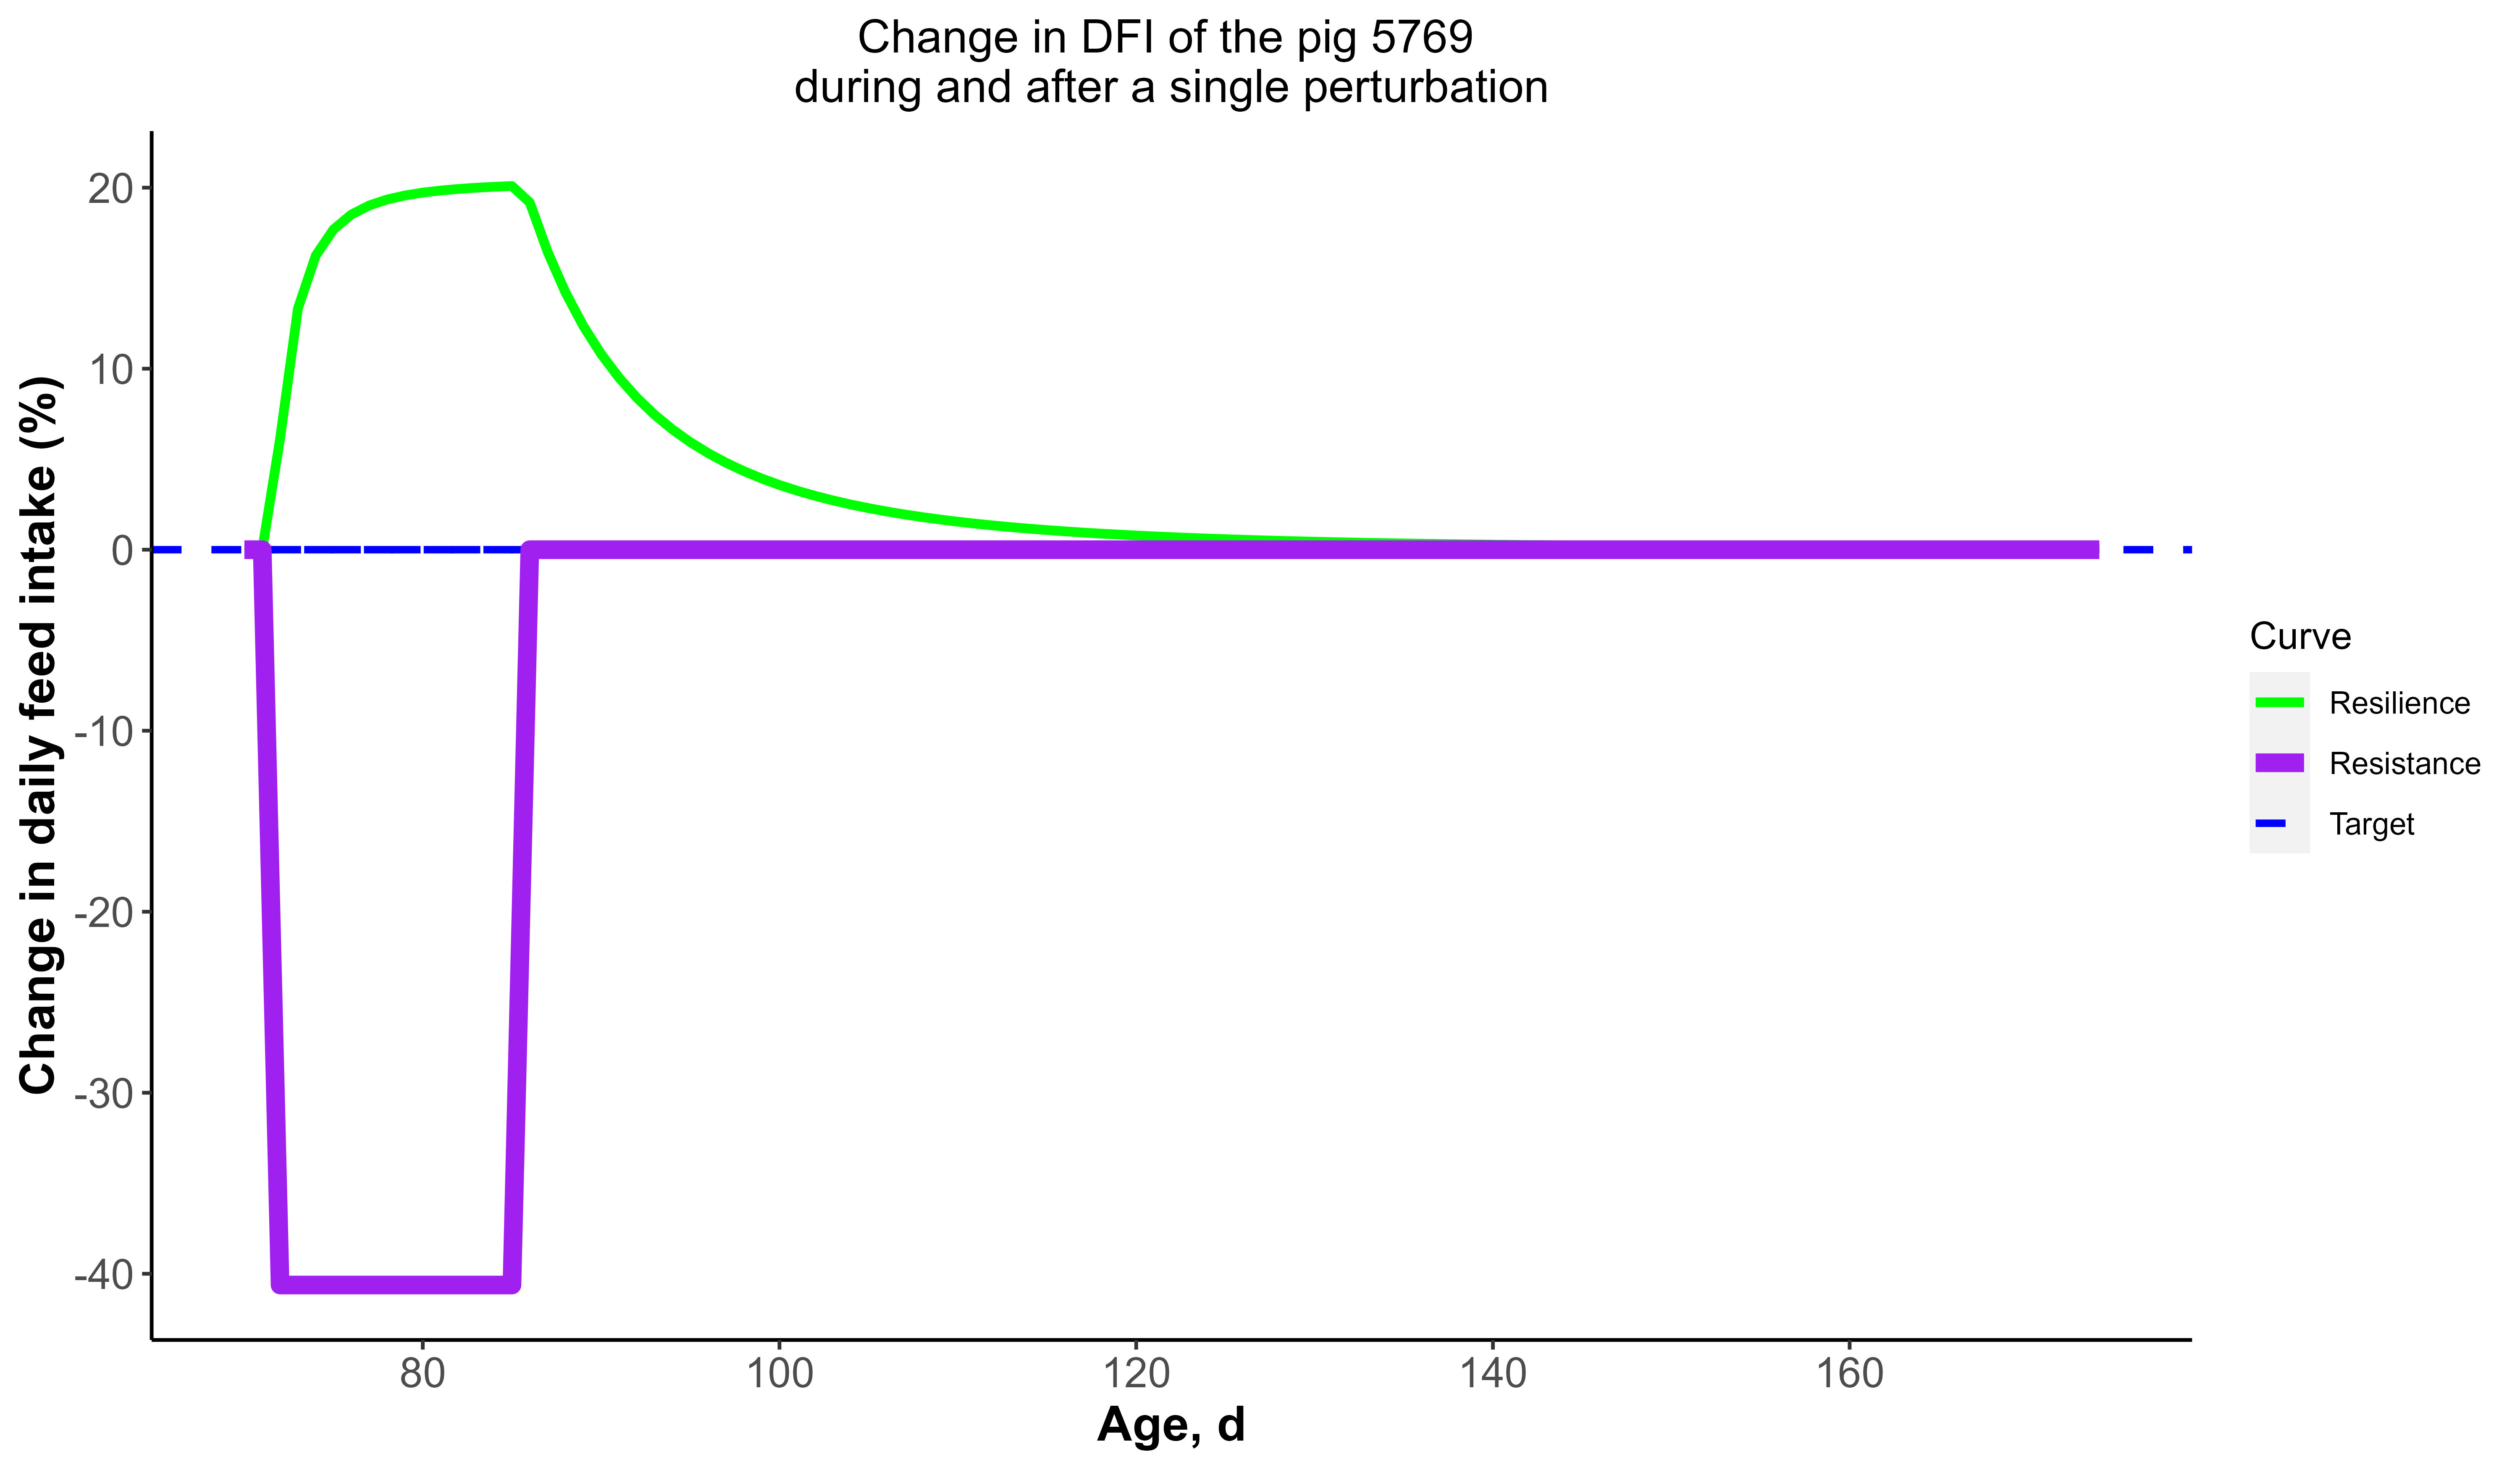 Change in DFI of the pig 5769
during and after a single perturbation
Change in daily feed intake (%)
20
10
0
-10
-20
-30
-40
80
100
120
140
160
Age, d
Curve
Resilience
Resistance
Target